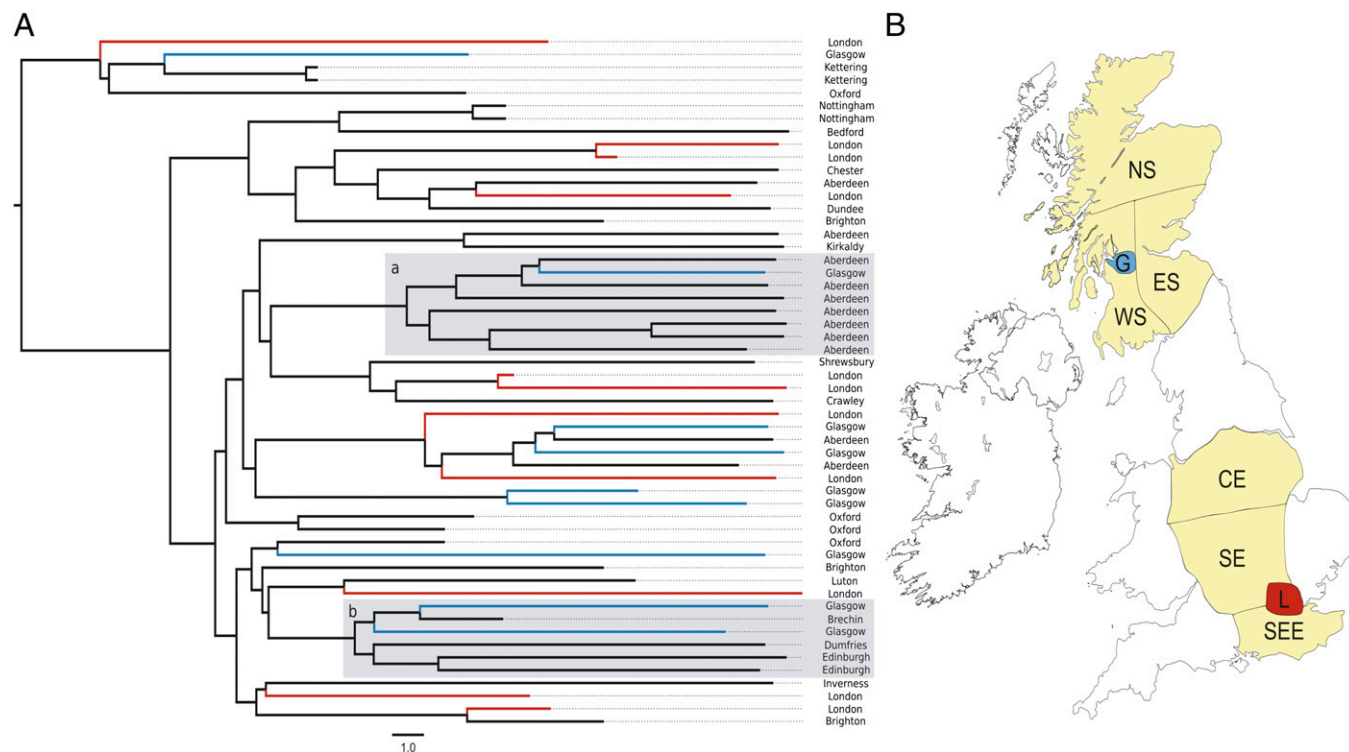 A
B
London
Glasgow
Kettering
Kettering
Oxford
Nottingham
Nottingham
Bedford
London
London
Chester
Aberdeen
London
Dundee
Brighton
Aberdeen
Kirkaldy
a
Aberdeen
Glasgow
Aberdeen
Aberdeen
Aberdeen
Aberdeen
Aberdeen
Aberdeen
Shrewsbury
London
London
Crawley
London
Glasgow
Aberdeen
Glasgow
Aberdeen
London
Glasgow
Glasgow
Oxford
Oxford
Oxford
Glasgow
Brighton
Luton
London
b
Glasgow
Brechin
Glasgow
Dumfries
Edinburgh
Edinburgh
Inverness
London
London
Brighton
1.0
NS
G
ES
WS
CE
SE
L
SEE